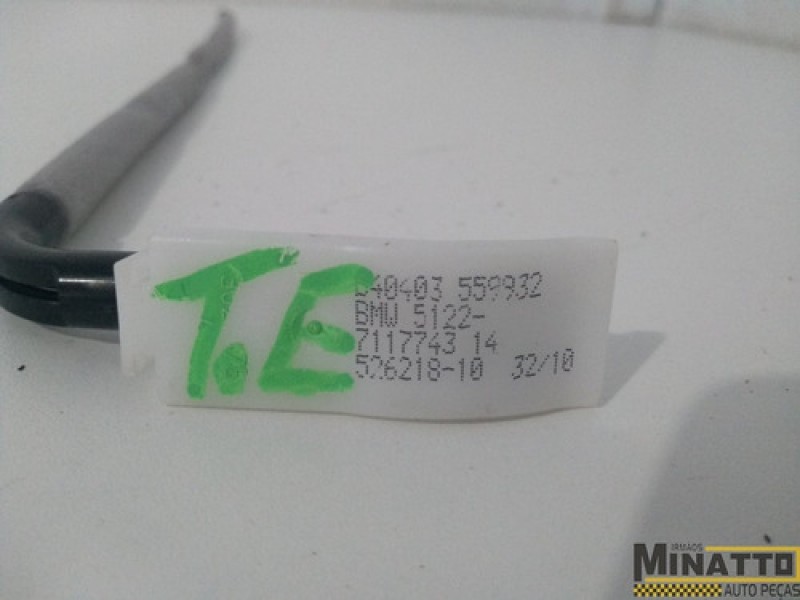 T.E
040403 559932
BMW 5122-
7117743 14
526218-10 32/10
IRMÃOS
MINATTO
AUTO PEÇAS